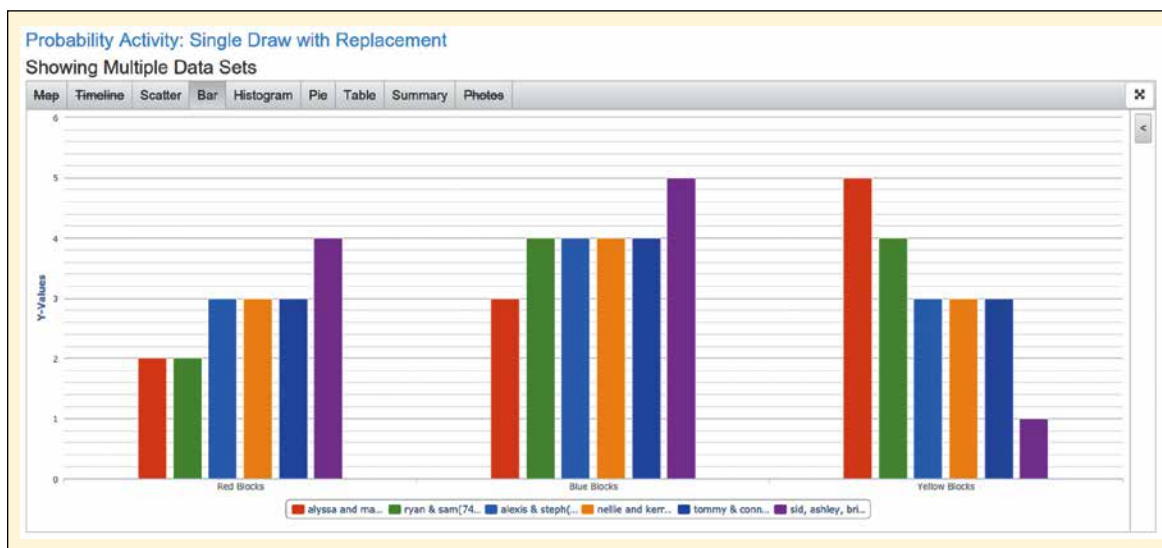 Probability Activity: Single Draw with Replacement
Showing Multiple Data Sets
Map Timeline Scatter Bar Histogram Pie Table Summary Photos
<
6
5
4
3
2
1
0
Y-Values
Red Blocks Blue Blocks Yellow Blocks
alyssa and ma... ryan & sam(74... alexis & steph(... nellie and kerr... tommy & conn... sid, ashley, bri...